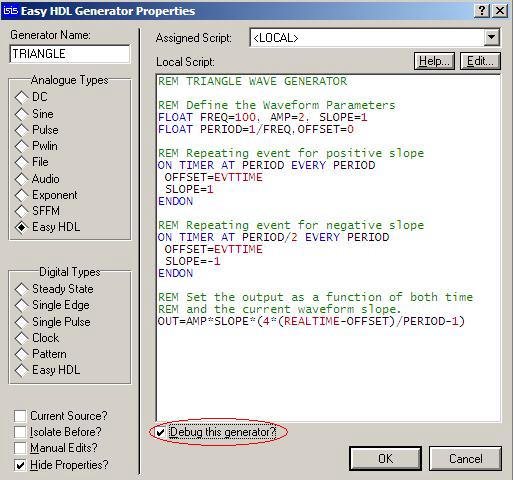 isis Easy HDL Generator Properties
Generator Name:
TRIANGLE
Analogue Types
DC
Sine
Pulse
Pwlin
File
Audio
Exponent
SFFM
Easy HDL
Digital Types
Steady State
Single Edge
Single Pulse
Clock
Pattern
Easy HDL
Current Source?
Isolate Before?
Manual Edits?
Hide Properties?
Assigned Script: <LOCAL>
Local Script: Help... Edit...
REM TRIANGLE WAVE GENERATOR
REM Define the Waveform Parameters
FLOAT FREQ=100, AMP=2, SLOPE=1
FLOAT PERIOD=1/FREQ,OFFSET=0
REM Repeating event for positive slope
ON TIMER AT PERIOD EVERY PERIOD
OFFSET=EVTTIME
SLOPE=1
ENDON
REM Repeating event for negative slope
ON TIMER AT PERIOD/2 EVERY PERIOD
OFFSET=EVTTIME
SLOPE=-1
ENDON
REM Set the output as a function of both time
REM and the current waveform slope.
OUT=AMP*SLOPE*(4*(REALTIME-OFFSET)/PERIOD-1)
Debug this generator?
OK Cancel